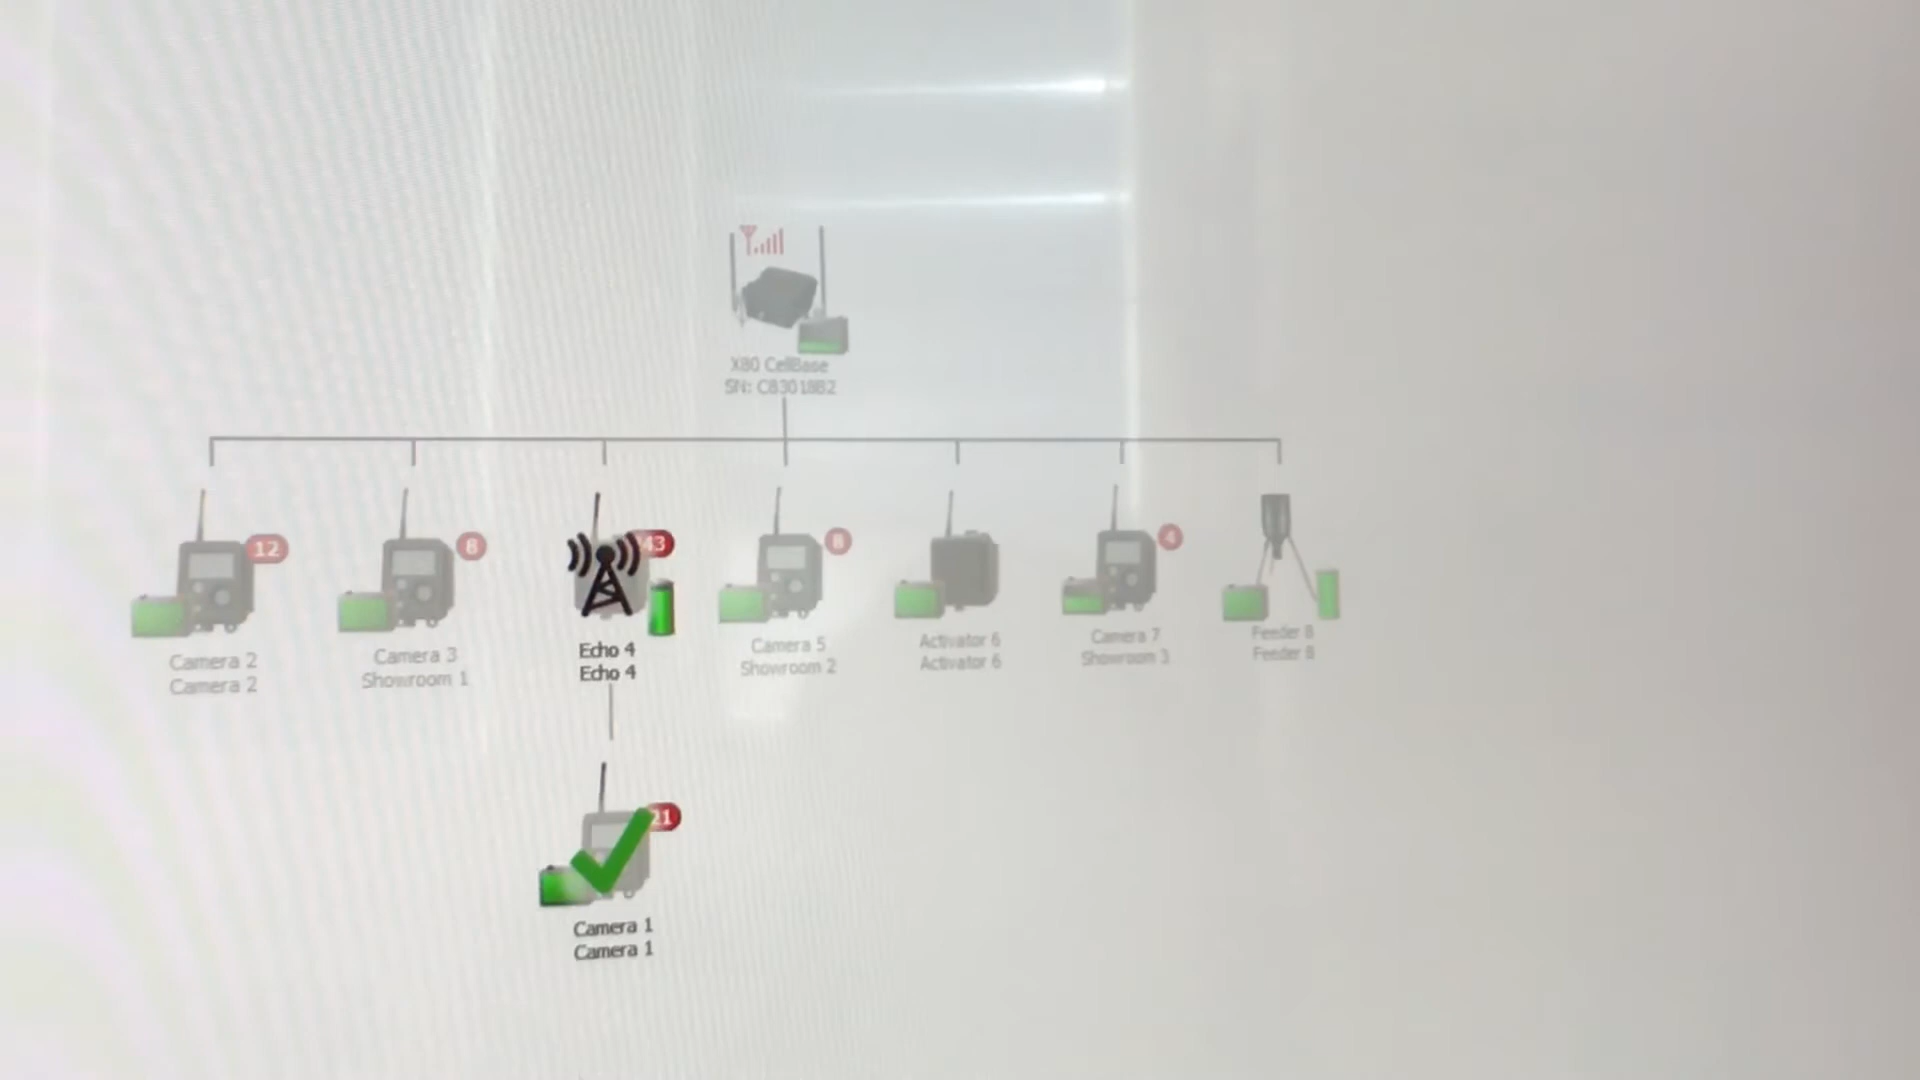 X80 CellBase
SN: C8301882
12
8
43
8
4
Camera 2
Camera 2
Camera 3
Showroom 1
Echo 4
Echo 4
Camera 5
Showroom 2
Activator 6
Activator 6
Camera 7
Showroom 3
Feeder 8
Feeder 8
21
Camera 1
Camera 1